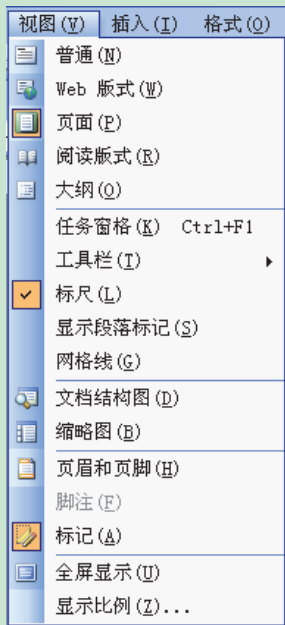 视图(V) 插入(I) 格式(O)
普通(N)
Web 版式(W)
页面(P)
阅读版式(R)
大纲(O)
任务窗格(K) Ctrl+F1
工具栏(T)
标尺(L)
显示段落标记(S)
网格线(G)
文档结构图(D)
缩略图(B)
页眉和页脚(H)
脚注(F)
标记(A)
全屏显示(U)
显示比例(Z)...